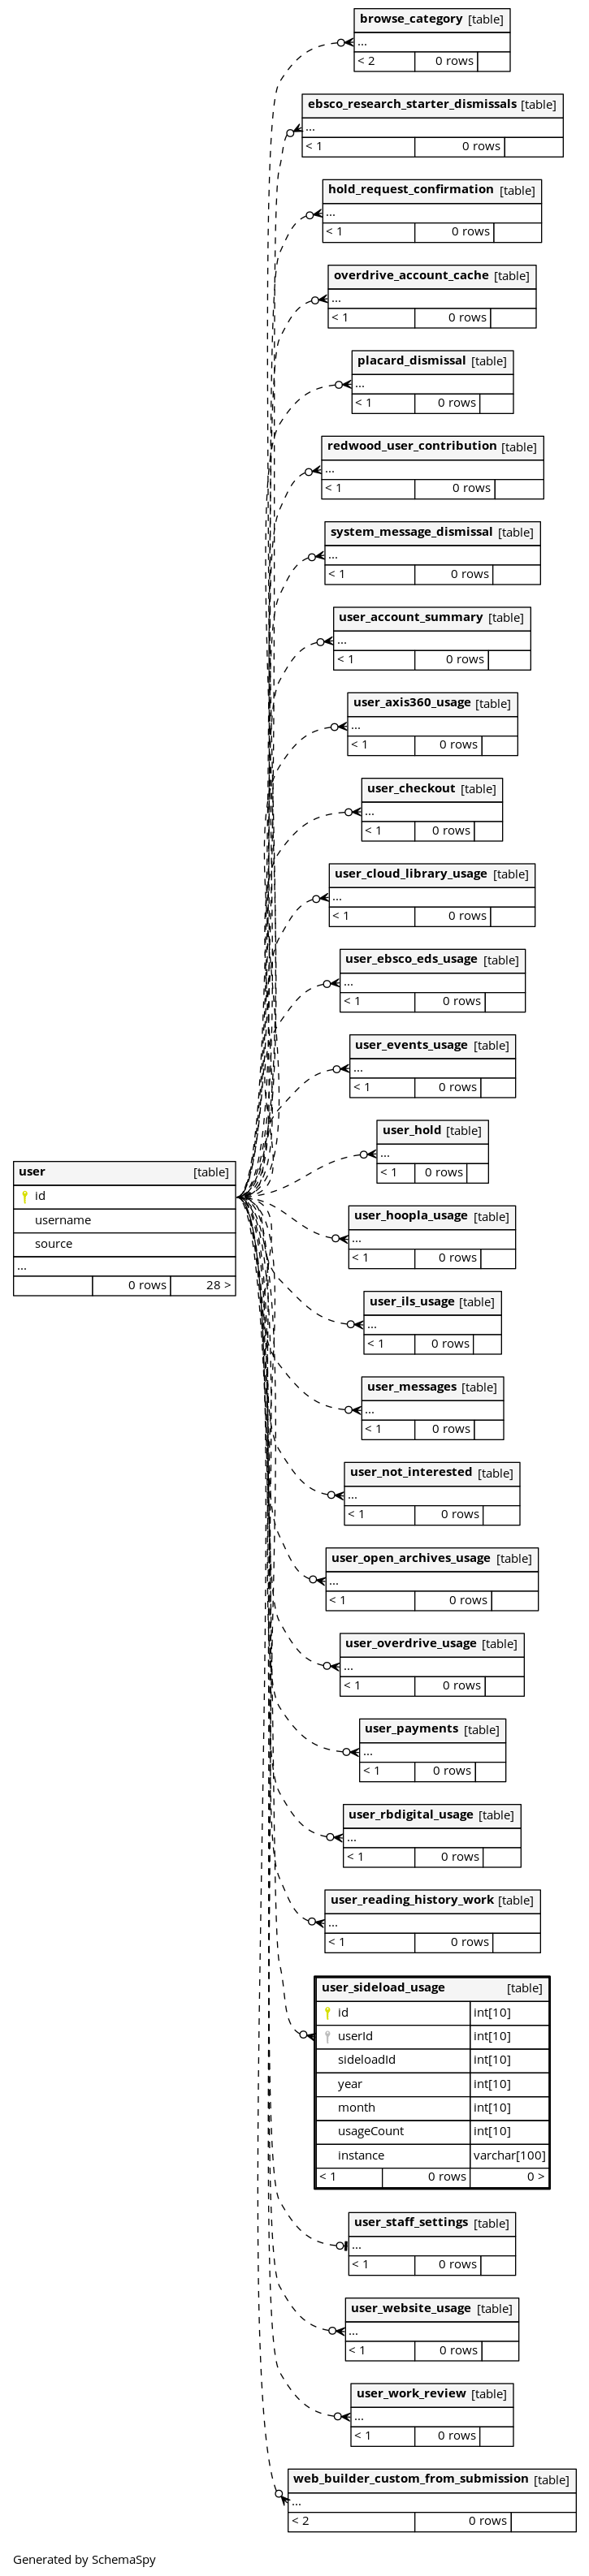 browse_category [table]
...
< 2 0 rows
ebsco_research_starter_dismissals [table]
...
< 1 0 rows
hold_request_confirmation [table]
...
< 1 0 rows
overdrive_account_cache [table]
...
< 1 0 rows
placard_dismissal [table]
...
< 1 0 rows
redwood_user_contribution [table]
...
< 1 0 rows
system_message_dismissal [table]
...
< 1 0 rows
user_account_summary [table]
...
< 1 0 rows
user_axis360_usage [table]
...
< 1 0 rows
user_checkout [table]
...
< 1 0 rows
user_cloud_library_usage [table]
...
< 1 0 rows
user_ebsco_eds_usage [table]
...
< 1 0 rows
user_events_usage [table]
...
< 1 0 rows
user_hold [table]
...
< 1 0 rows
user [table]
id
username
source
...
0 rows 28 >
user_hoopla_usage [table]
...
< 1 0 rows
user_ils_usage [table]
...
< 1 0 rows
user_messages [table]
...
< 1 0 rows
user_not_interested [table]
...
< 1 0 rows
user_open_archives_usage [table]
...
< 1 0 rows
user_overdrive_usage [table]
...
< 1 0 rows
user_payments [table]
...
< 1 0 rows
user_rbdigital_usage [table]
...
< 1 0 rows
user_reading_history_work [table]
...
< 1 0 rows
user_sideload_usage [table]
id int[10]
userId int[10]
sideloadId int[10]
year int[10]
month int[10]
usageCount int[10]
instance varchar[100]
< 1 0 rows 0 >
user_staff_settings [table]
...
< 1 0 rows
user_website_usage [table]
...
< 1 0 rows
user_work_review [table]
...
< 1 0 rows
web_builder_custom_from_submission [table]
...
< 2 0 rows
Generated by SchemaSpy